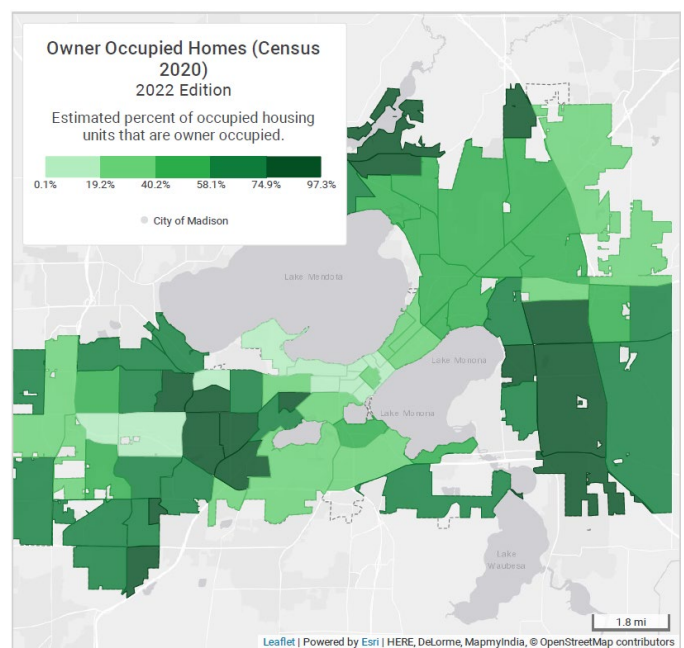 Owner Occupied Homes (Census
2020)
2022 Edition
Estimated percent of occupied housing
units that are owner occupied.
0.1% 19.2% 40.2% 58.1% 74.9% 97.3%
City of Madison
Lake Mendota
Lake Monona
Lake Monona
Lake
Waubesa
1.8 mi
Leaflet | Powered by Esri | HERE, DeLorme, MapmyIndia, © OpenStreetMap contributors